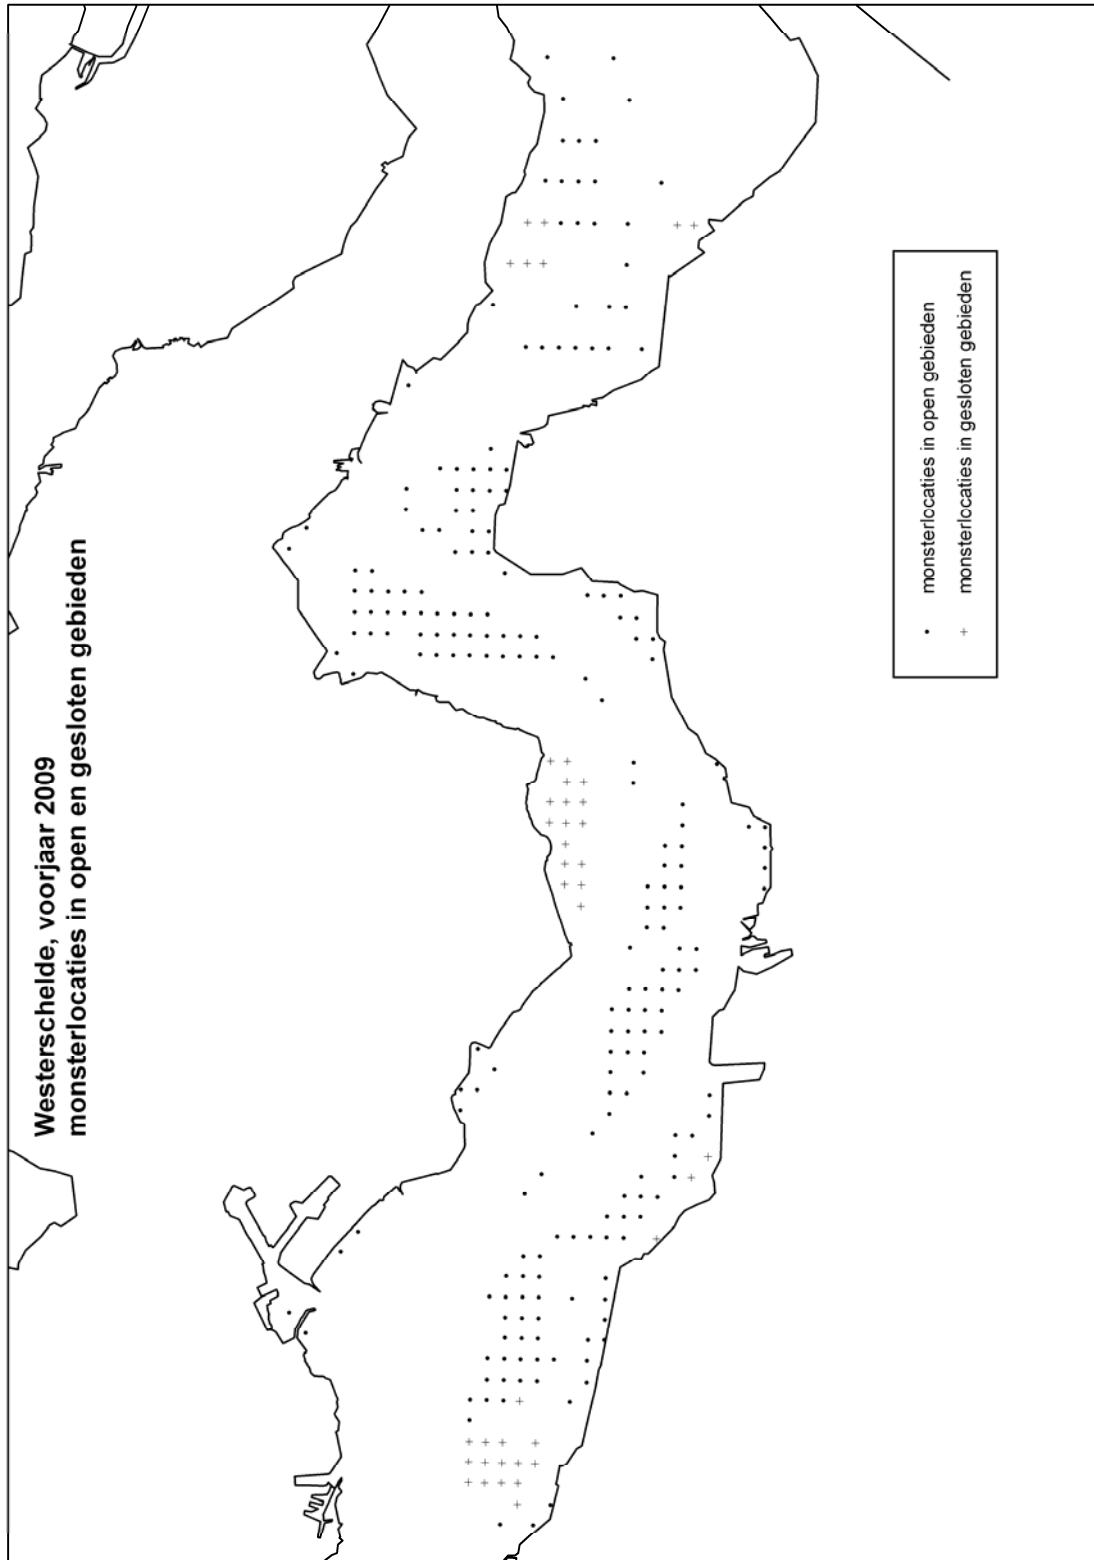 Westerschelde, voorjaar 2009
monsterlocaties in open en gesloten gebieden
monsterlocaties in open gebieden
monsterlocaties in gesloten gebieden